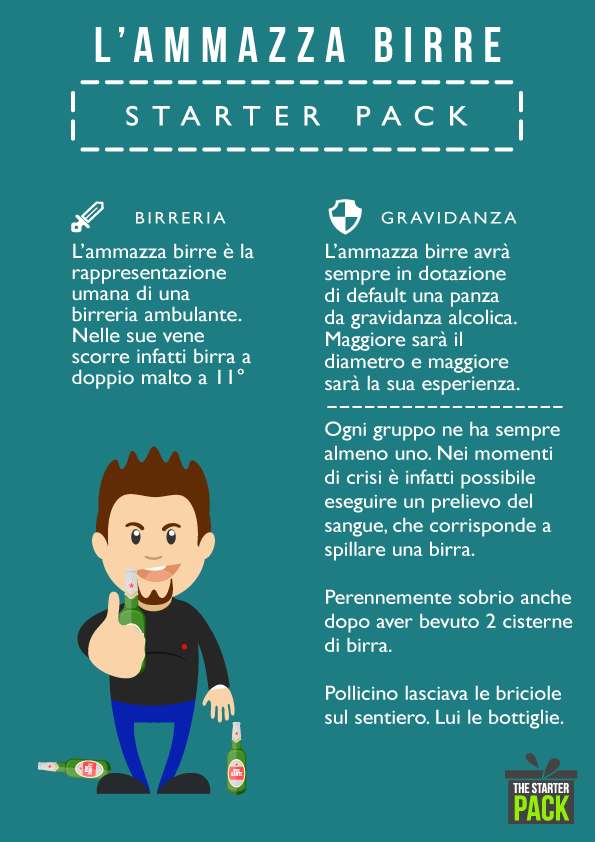 L'AMMAZZA BIRRE
STARTER PACK
BIRRERIA
L'ammazza birre è la
rappresentazione
umana di una
birreria ambulante.
Nelle sue vene
scorre infatti birra a
doppio malto a 11°
GRAVIDANZA
L'ammazza birre avrà
sempre in dotazione
di default una panza
da gravidanza alcolica.
Maggiore sarà il
diametro e maggiore
sarà la sua esperienza.
Ogni gruppo ne ha sempre
almeno uno. Nei momenti
di crisi è infatti possibile
eseguire un prelievo del
sangue, che corrisponde a
spillare una birra.
Perennemente sobrio anche
dopo aver bevuto 2 cisterne
di birra.
Pollicino lasciava le briciole
sul sentiero. Lui le bottiglie.
THE STARTER
PACK